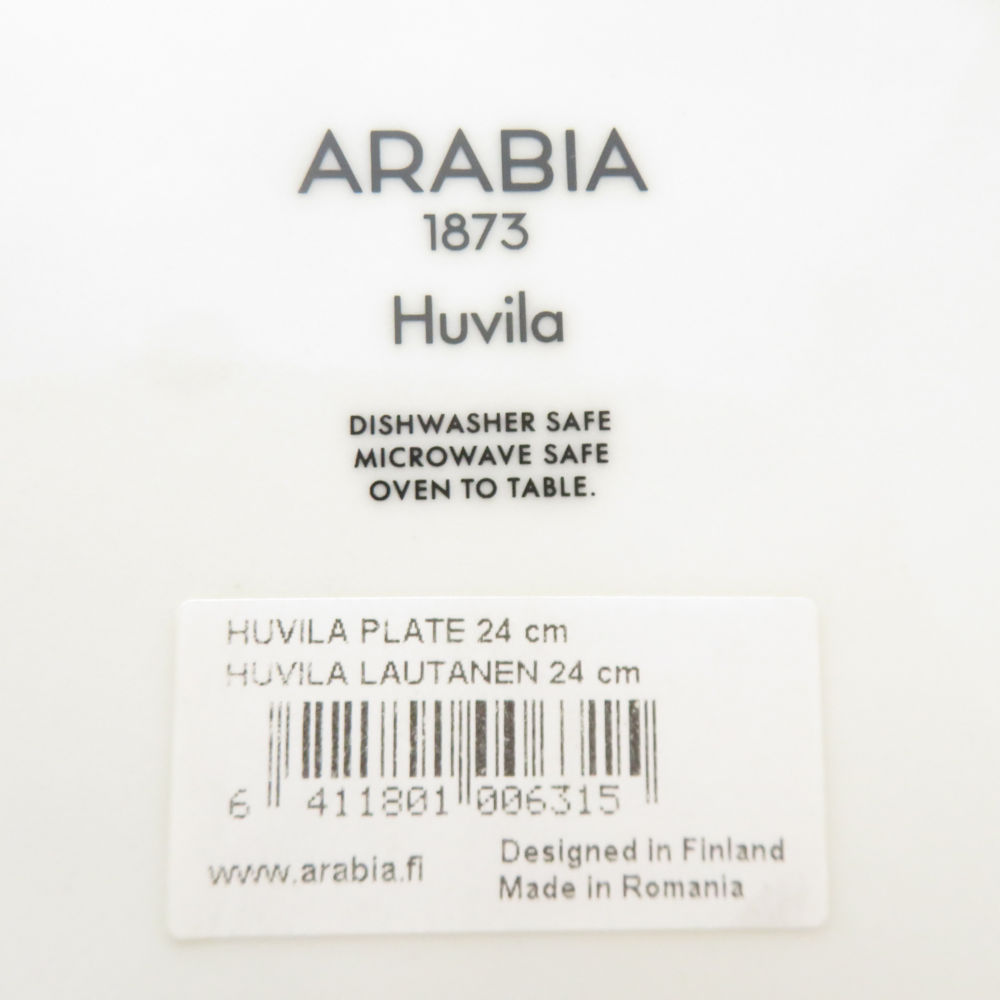 ARABIA
1873
Huvila
DISHWASHER SAFE
MICROWAVE SAFE
OVEN TO TABLE.
HUVILA PLATE 24 cm
HUVILA LAUTANEN 24 cm
6 411801 006315
www.arabia.fi
Designed in Finland
Made in Romania